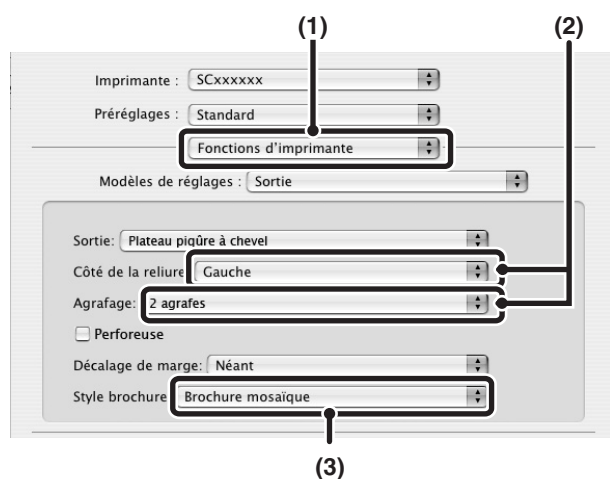 (1) (2)
Imprimante : SCxxxxxx
Préréglages : Standard
Fonctions d'imprimante
Modèles de réglages : Sortie
Sortie: Plateau piqûre à chevel
Côté de la reliure Gauche
Agrafage: 2 agrafes
Perforeuse
Décalage de marge: Néant
Style brochure Brochure mosaïque
(3)